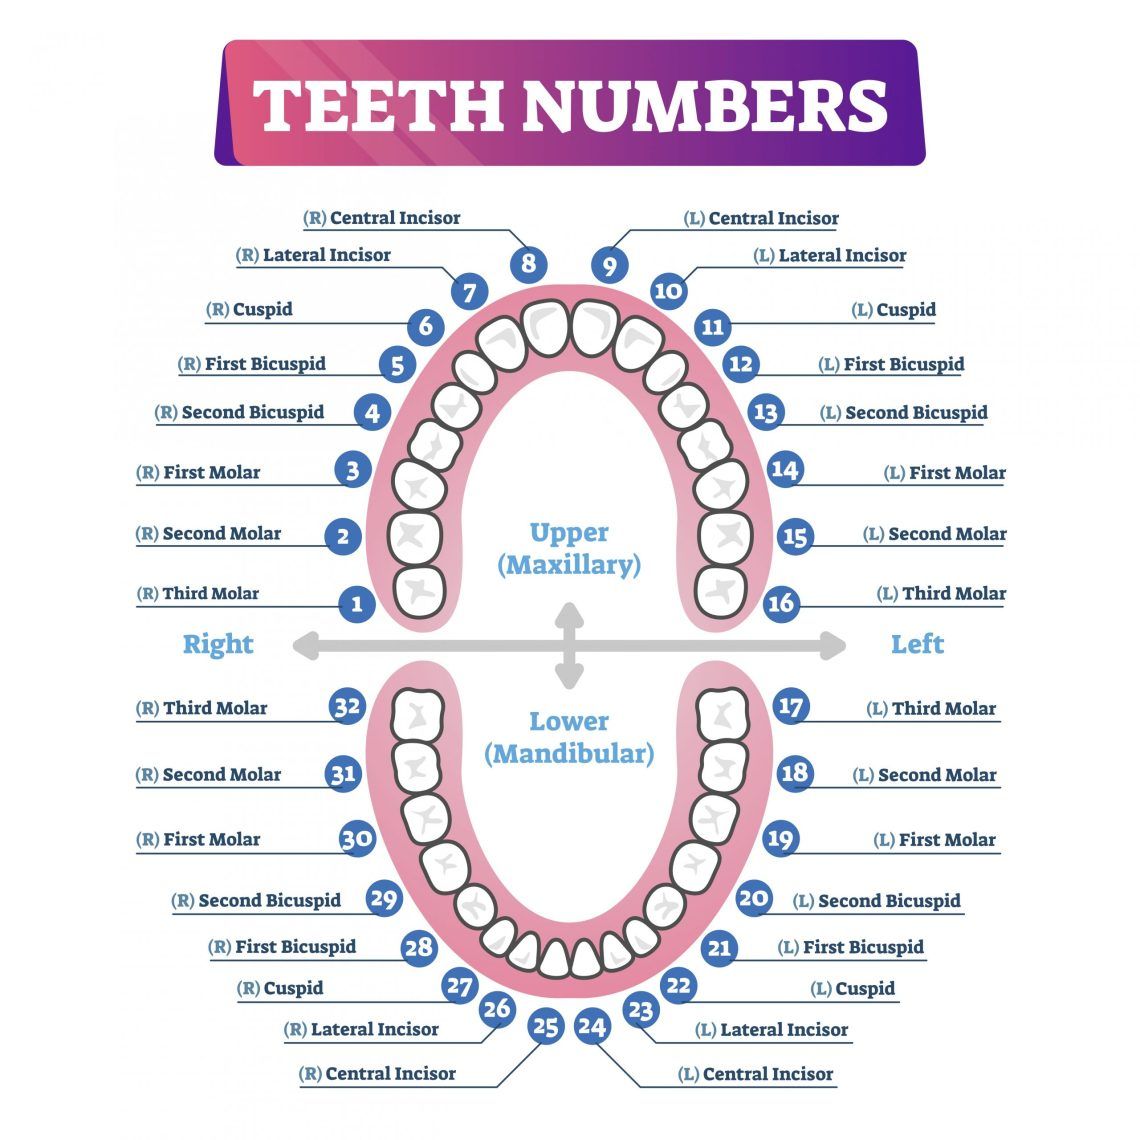 TEETH NUMBERS
(R) Central Incisor
(L) Central Incisor
(R) Lateral Incisor
8
9
(L) Lateral Incisor
7
10
(R) Cuspid
6
11
(L) Cuspid
(R) First Bicuspid
5
12
(L) First Bicuspid
(R) Second Bicuspid
4
13
(L) Second Bicuspid
(R) First Molar
3
14
(L) First Molar
(R) Second Molar
2
Upper
(Maxillary)
15
(L) Second Molar
(R) Third Molar
1
16
(L) Third Molar
Right
Left
(R) Third Molar
32
Lower
(Mandibular)
17
(L) Third Molar
(R) Second Molar
31
18
(L) Second Molar
(R) First Molar
30
19
(L) First Molar
(R) Second Bicuspid
29
20
(L) Second Bicuspid
(R) First Bicuspid
28
21
(L) First Bicuspid
(R) Cuspid
27
22
(L) Cuspid
(R) Lateral Incisor
26
23
(L) Lateral Incisor
25
24
(R) Central Incisor
(L) Central Incisor